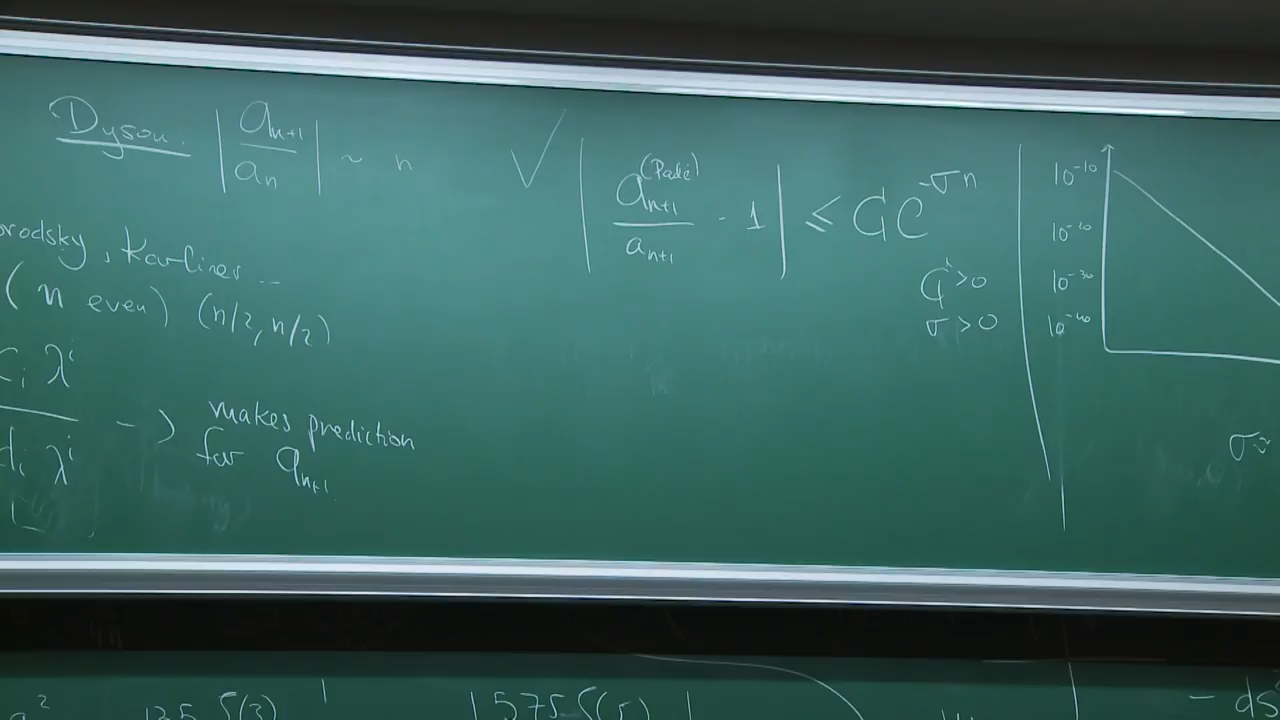 Dyson: | a_{n+1} / a_n | ~ n
rodsky, Karliner ...
(n even) (n/2, n/2)
c_i λ^i
d_i λ^i
→ makes prediction
for a_{n+1}
√ | a_{n+1}^{(Padé)} / a_{n+1} - 1 | ≤ C e^{-σn}
C > 0
σ > 0
10^{-10}
10^{-20}
10^{-30}
10^{-40}
σ ≈
135 ζ(3)
1575 ζ(5)
- ds²